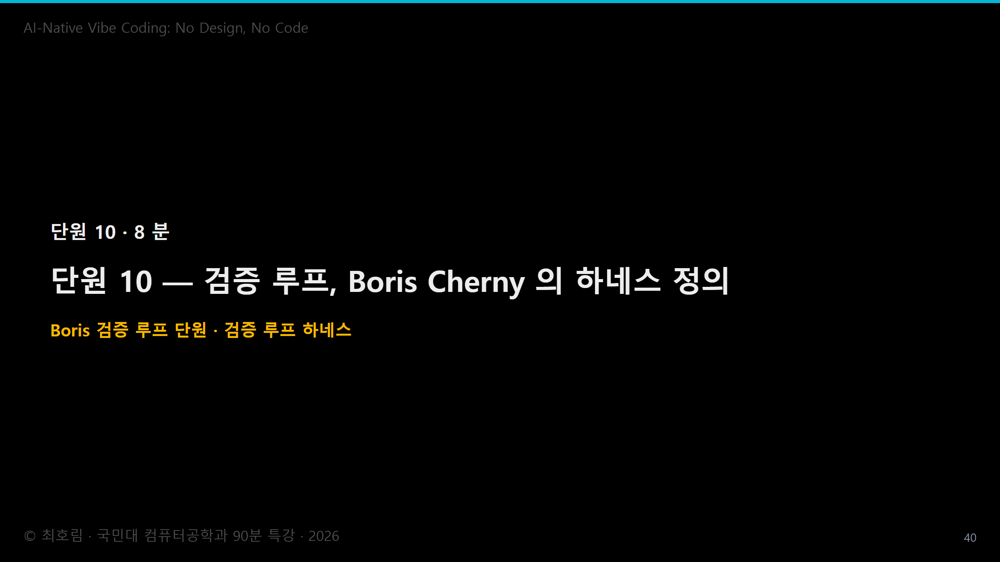 AI-Native Vibe Coding: No Design, No Code
단원 10 · 8 분
단원 10 — 검증 루프, Boris Cherny 의 하네스 정의
Boris 검증 루프 단원 · 검증 루프 하네스
© 최호림 · 국민대 컴퓨터공학과 90분 특강 · 2026
40